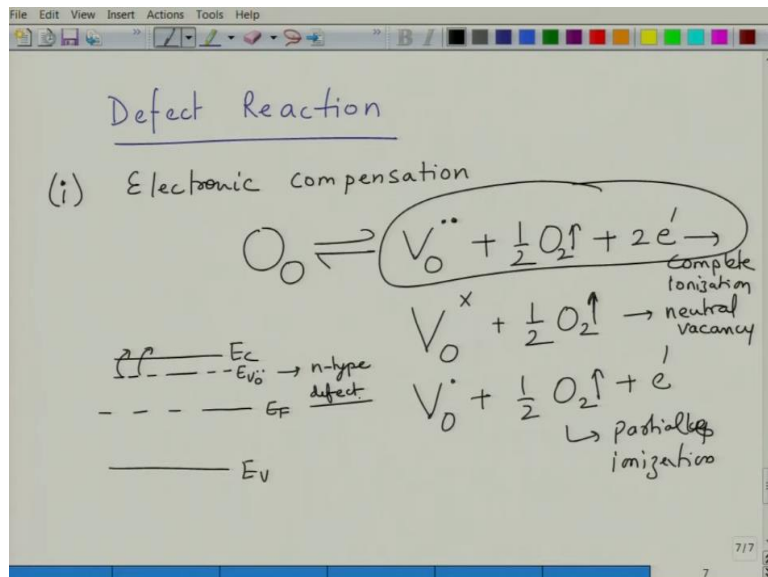 File Edit View Insert Actions Tools Help
B I
Defect Reaction
(i) Electronic compensation
O_O ⇌ V_O^•• + 1/2 O₂↑ + 2e′ →
complete
ionization
V_O^x + 1/2 O₂↑ → neutral
vacancy
V_O^• + 1/2 O₂↑ + e′
↳ partial
ionization
E_C
E_V_O^•• → n-type
defect
E_F
E_V
7/7
7